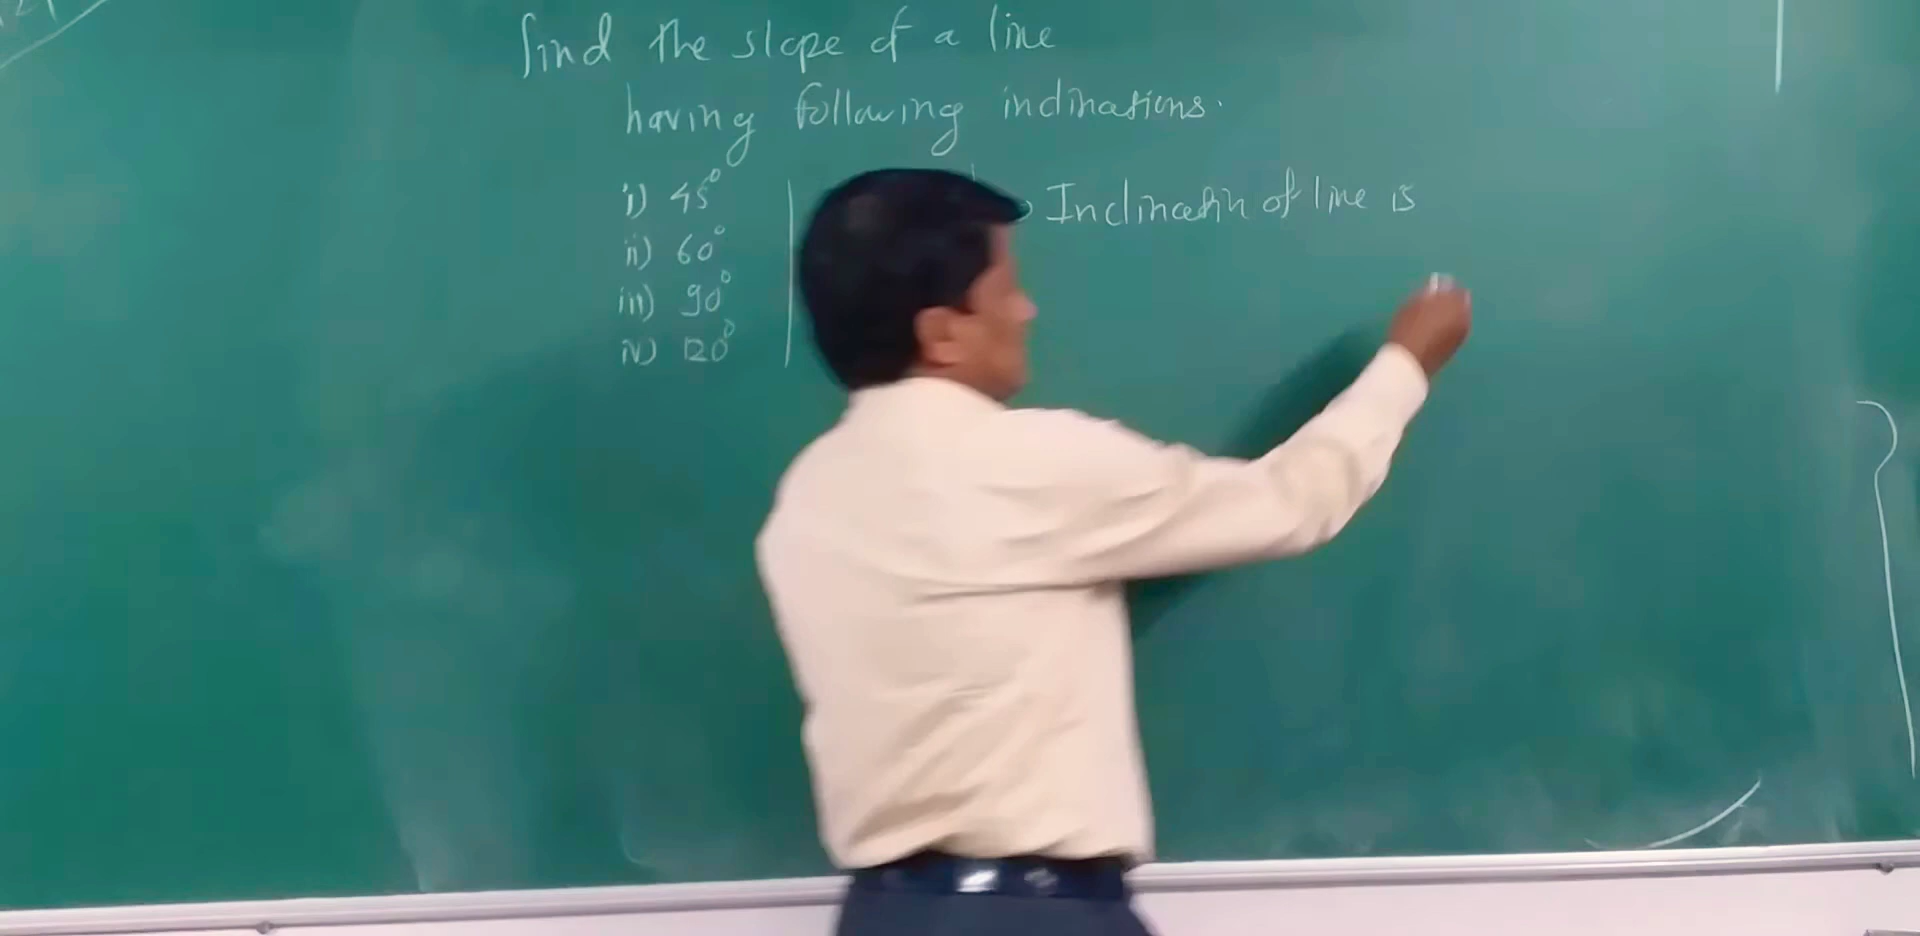 find the slope of a line
having following inclinations.
i) 45°
ii) 60°
iii) 90°
iv) 120°
Inclination of line is